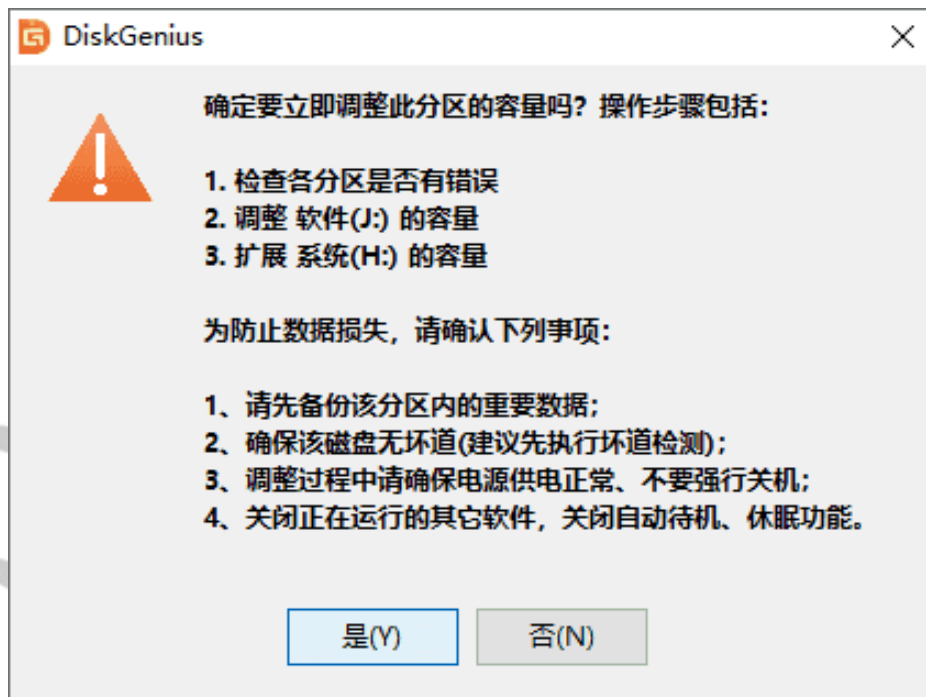 DiskGenius
确定要立即调整此分区的容量吗？操作步骤包括：
1. 检查各分区是否有错误
2. 调整 软件(J:) 的容量
3. 扩展 系统(H:) 的容量
为防止数据损失，请确认下列事项：
1、请先备份该分区内的重要数据；
2、确保该磁盘无坏道(建议先执行坏道检测)；
3、调整过程中请确保电源供电正常、不要强行关机；
4、关闭正在运行的其它软件，关闭自动待机、休眠功能。
是(Y) 否(N)